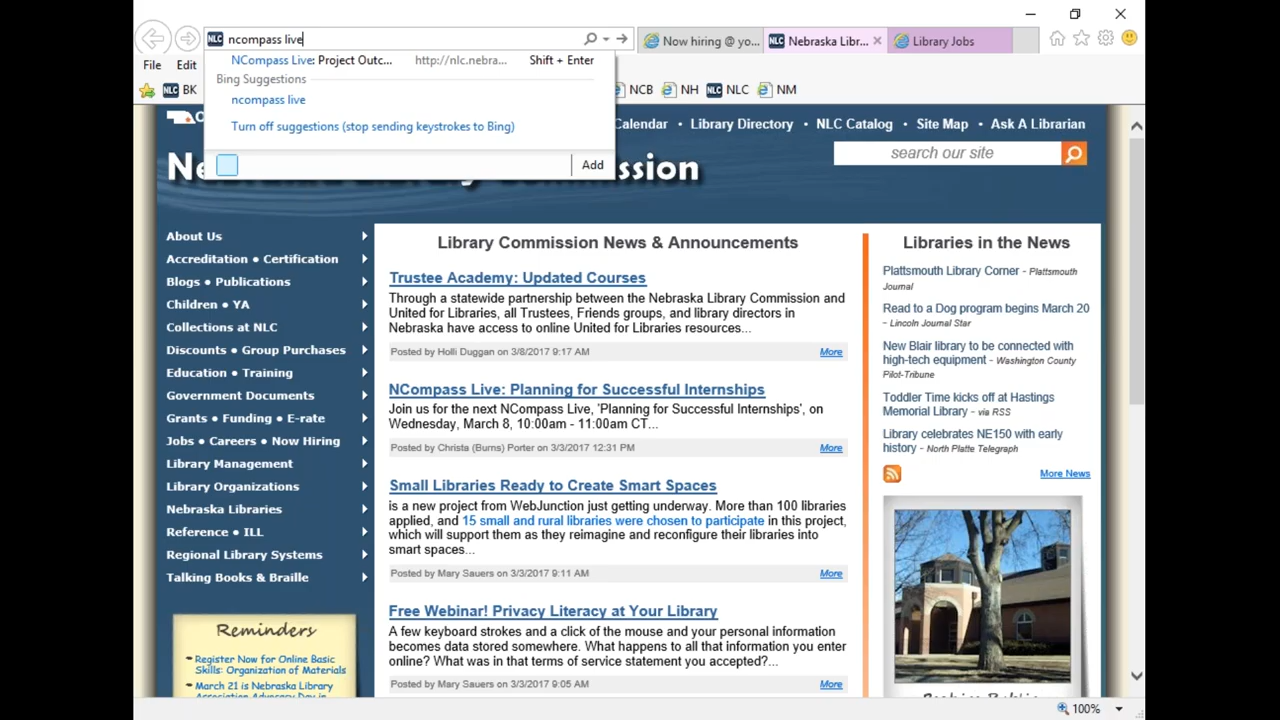 NLC ncompass live
Now hiring @ yo...
NLC Nebraska Libr...
Library Jobs
File Edit
NCompass Live: Project Outc... http://nlc.nebra... Shift + Enter
Bing Suggestions
ncompass live
Turn off suggestions (stop sending keystrokes to Bing)
Add
NLC BK
NCB NH NLC NLC NM
Calendar • Library Directory • NLC Catalog • Site Map • Ask A Librarian
search our site
About Us
Accreditation • Certification
Blogs • Publications
Children • YA
Collections at NLC
Discounts • Group Purchases
Education • Training
Government Documents
Grants • Funding • E-rate
Jobs • Careers • Now Hiring
Library Management
Library Organizations
Nebraska Libraries
Reference • ILL
Regional Library Systems
Talking Books & Braille
Reminders
Register Now for Online Basic
Skills: Organization of Materials
March 21 is Nebraska Library
Library Commission News & Announcements
Trustee Academy: Updated Courses
Through a statewide partnership between the Nebraska Library Commission and
United for Libraries, all Trustees, Friends groups, and library directors in
Nebraska have access to online United for Libraries resources...
Posted by Holli Duggan on 3/8/2017 9:17 AM More
NCompass Live: Planning for Successful Internships
Join us for the next NCompass Live, 'Planning for Successful Internships', on
Wednesday, March 8, 10:00am - 11:00am CT...
Posted by Christa (Burns) Porter on 3/3/2017 12:31 PM More
Small Libraries Ready to Create Smart Spaces
is a new project from WebJunction just getting underway. More than 100 libraries
applied, and 15 small and rural libraries were chosen to participate in this project,
which will support them as they reimagine and reconfigure their libraries into
smart spaces...
Posted by Mary Sauers on 3/3/2017 9:11 AM More
Free Webinar! Privacy Literacy at Your Library
A few keyboard strokes and a click of the mouse and your personal information
becomes data stored somewhere. What happens to all that information you enter
online? What was in that terms of service statement you accepted?...
Posted by Mary Sauers on 3/3/2017 9:05 AM More
Libraries in the News
Plattsmouth Library Corner - Plattsmouth
Journal
Read to a Dog program begins March 20
- Lincoln Journal Star
New Blair library to be connected with
high-tech equipment - Washington County
Pilot-Tribune
Toddler Time kicks off at Hastings
Memorial Library - via RSS
Library celebrates NE150 with early
history - North Platte Telegraph
More News
100%